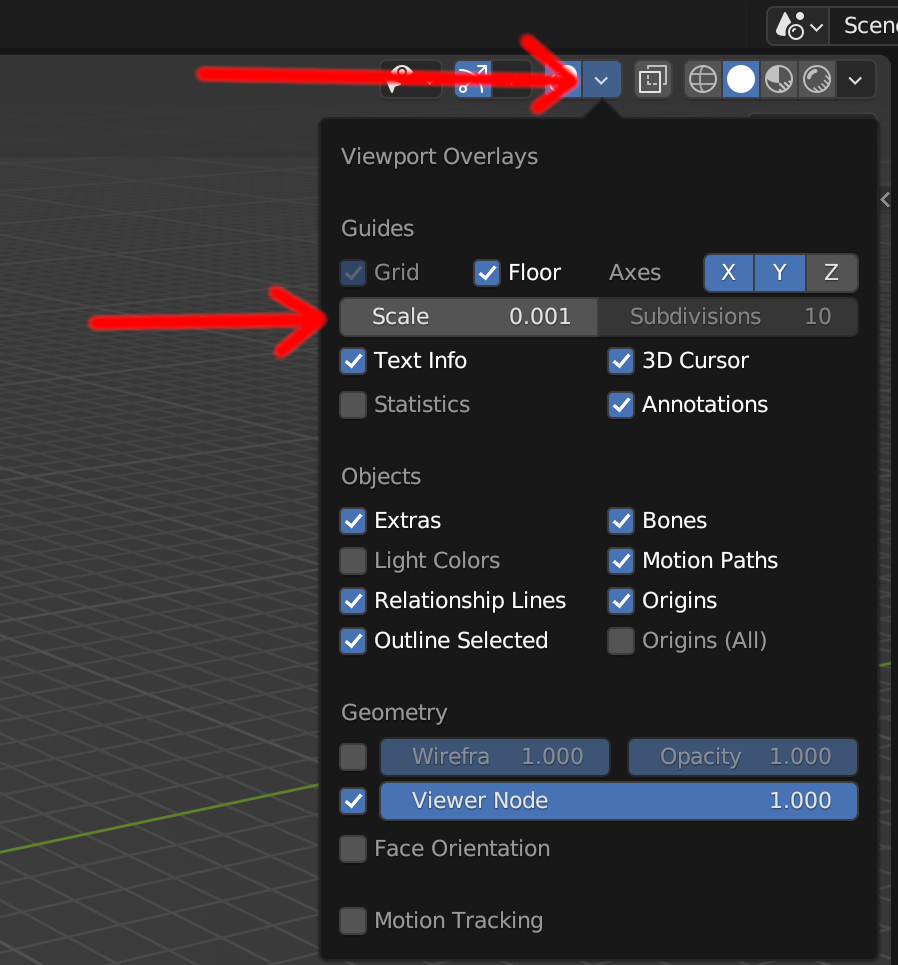 Scen
Viewport Overlays
Guides
Grid Floor Axes X Y Z
Scale 0.001 Subdivisions 10
Text Info 3D Cursor
Statistics Annotations
Objects
Extras Bones
Light Colors Motion Paths
Relationship Lines Origins
Outline Selected Origins (All)
Geometry
Wirefra 1.000 Opacity 1.000
Viewer Node 1.000
Face Orientation
Motion Tracking